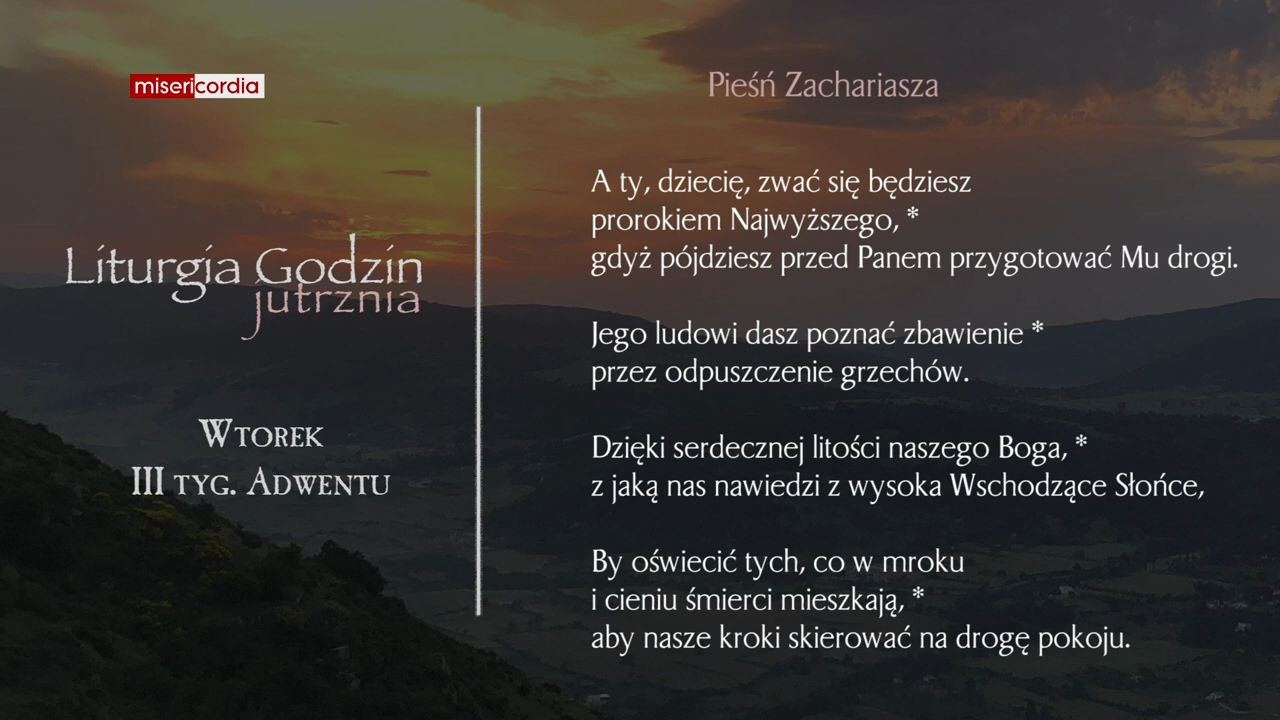 misericordia
Liturgia Godzin
jutrznia
Wtorek
III tyg. Adwentu
Pieśń Zachariasza
A ty, dziecię, zwać się będziesz
prorokiem Najwyższego, *
gdyż pójdziesz przed Panem przygotować Mu drogi.
Jego ludowi dasz poznać zbawienie *
przez odpuszczenie grzechów.
Dzięki serdecznej litości naszego Boga, *
z jaką nas nawiedzi z wysoka Wschodzące Słońce,
By oświecić tych, co w mroku
i cieniu śmierci mieszkają, *
aby nasze kroki skierować na drogę pokoju.